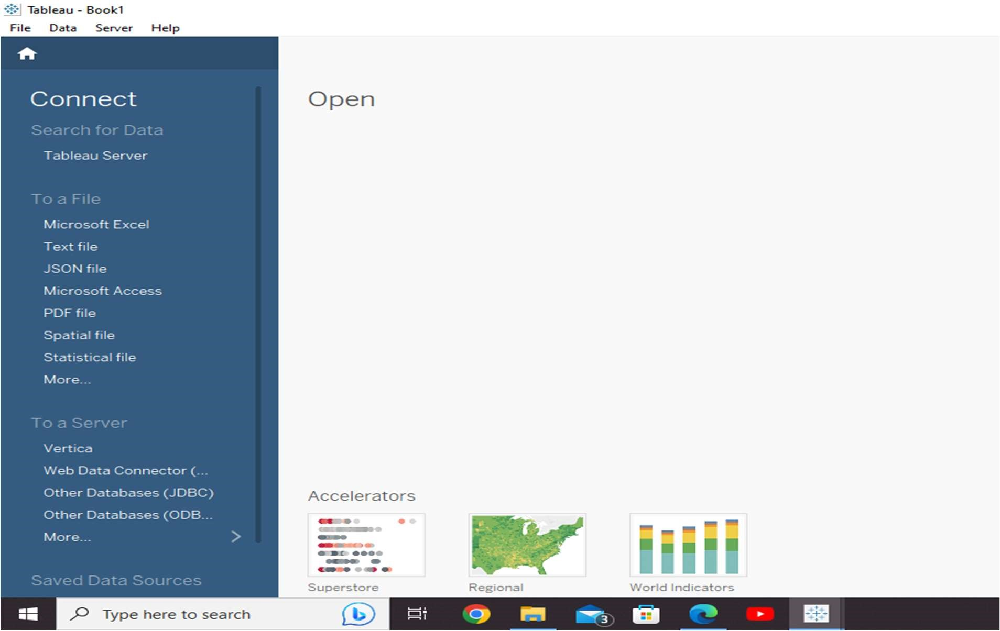 Tableau - Book1
File Data Server Help
Connect
Search for Data
Tableau Server
To a File
Microsoft Excel
Text file
JSON file
Microsoft Access
PDF file
Spatial file
Statistical file
More...
To a Server
Vertica
Web Data Connector (...
Other Databases (JDBC)
Other Databases (ODB...
More...
Saved Data Sources
Open
Accelerators
Superstore
Regional
World Indicators
Type here to search
3